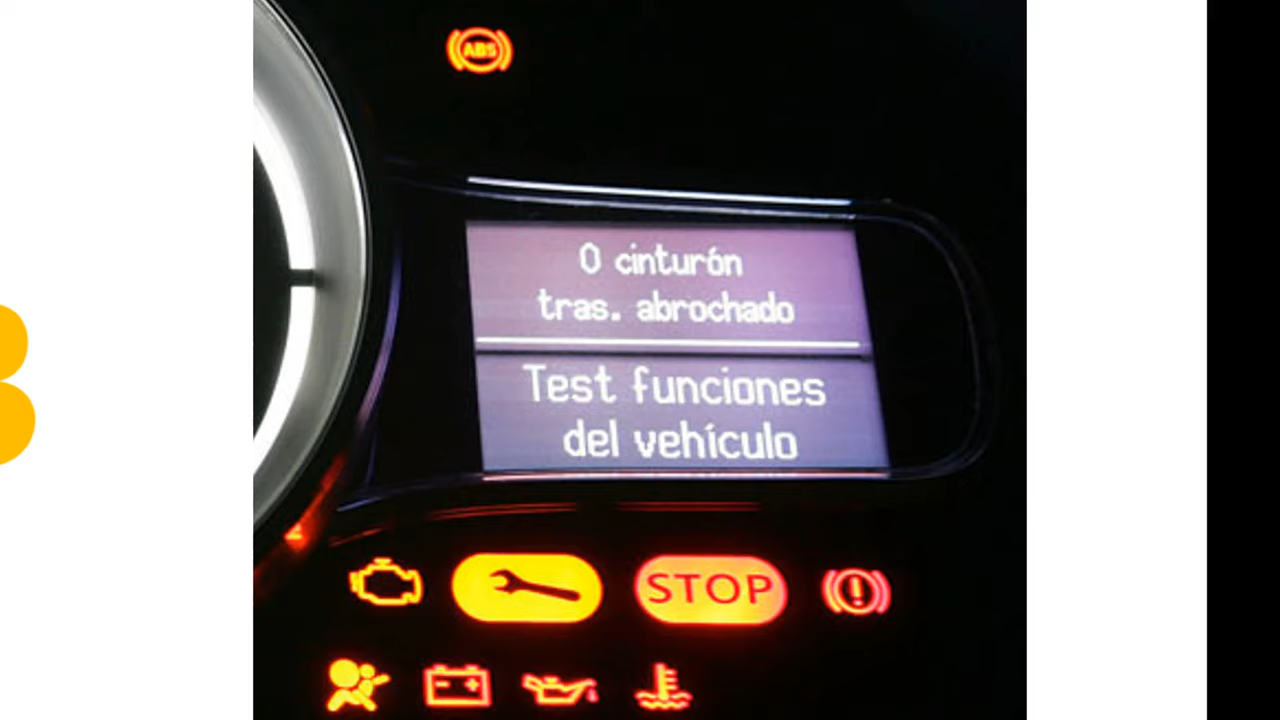 ABS
0 cinturón
tras. abrochado
Test funciones
del vehículo
STOP